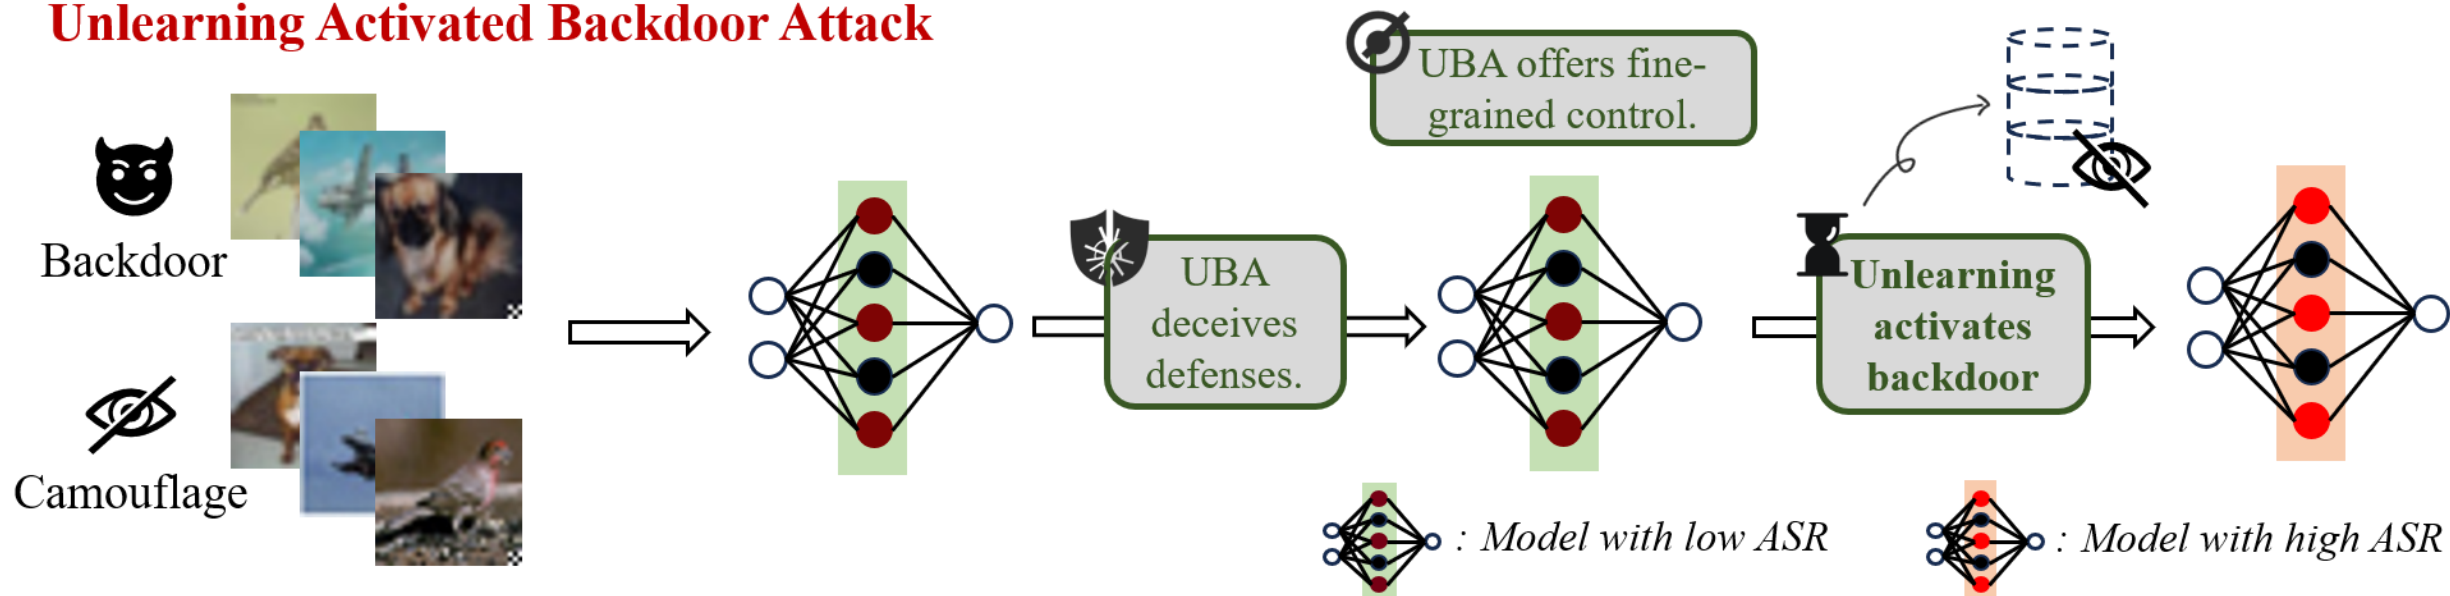 Unlearning Activated Backdoor Attack
Backdoor
Camouflage
UBA
deceives
defenses.
UBA offers fine-
grained control.
Unlearning
activates
backdoor
: Model with low ASR
: Model with high ASR